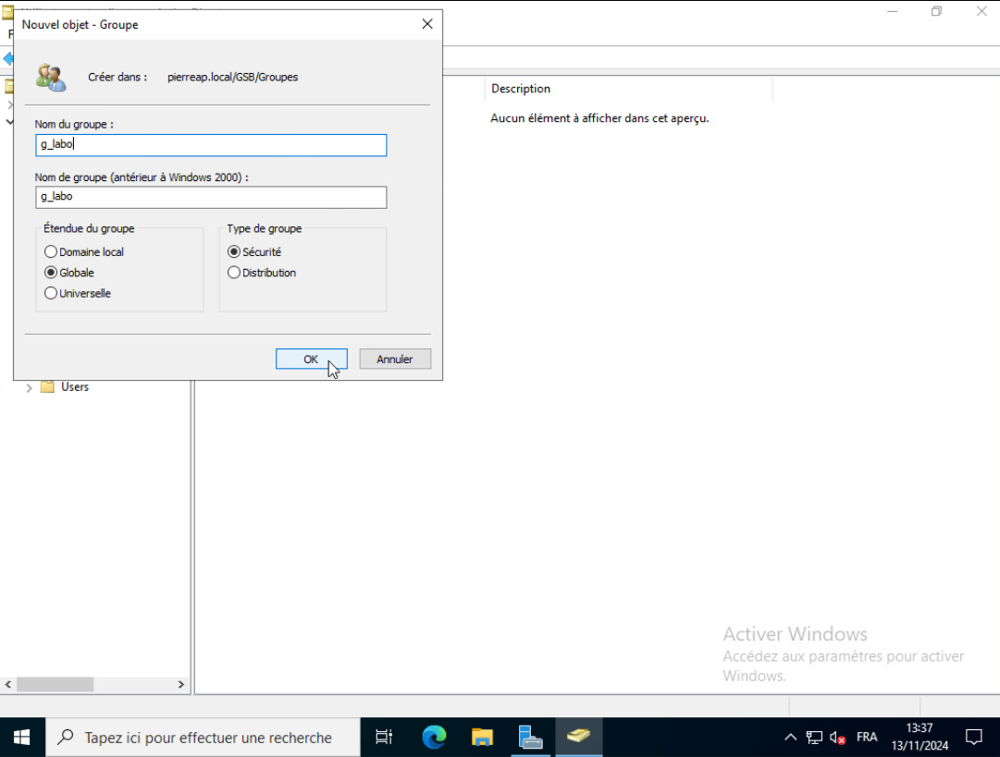 Nouvel objet - Groupe
Créer dans : pierreap.local/GSB/Groupes
Nom du groupe :
g_labo
Nom de groupe (antérieur à Windows 2000) :
g_labo
Étendue du groupe
Domaine local
Globale
Universelle
Type de groupe
Sécurité
Distribution
OK
Annuler
Description
Aucun élément à afficher dans cet aperçu.
Users
Activer Windows
Accédez aux paramètres pour activer
Windows.
Tapez ici pour effectuer une recherche
FRA
13:37
13/11/2024